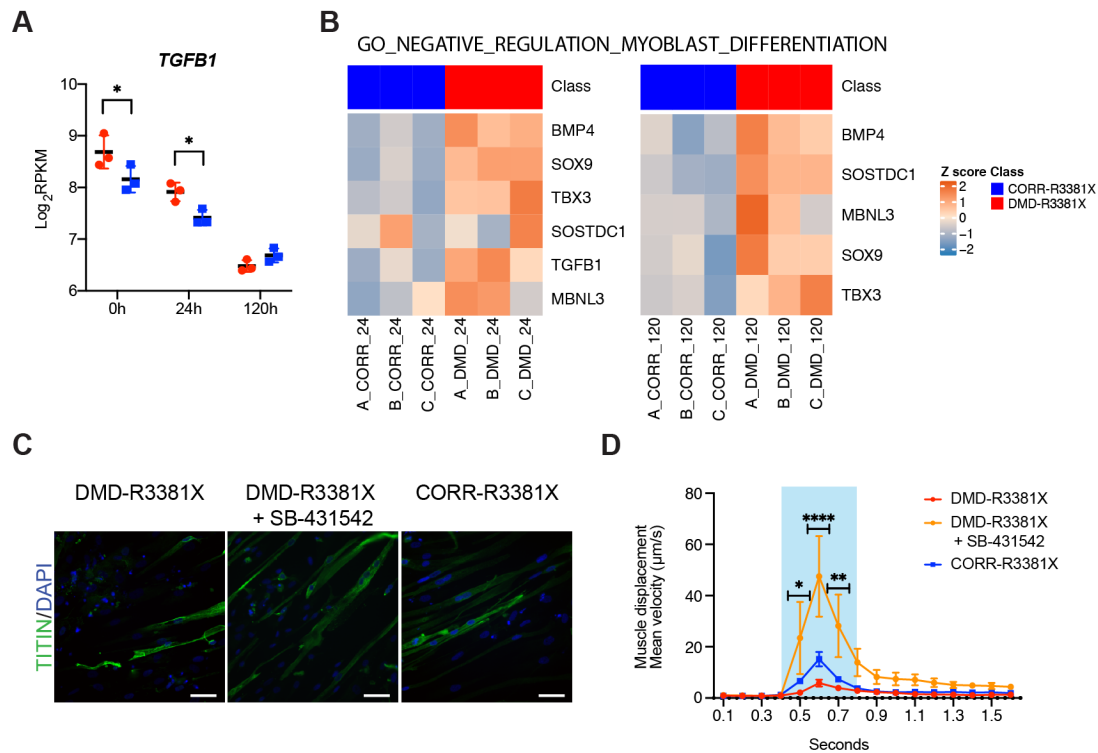 A
TGFB1
Log2RPKM
10
9
8
7
6
*
*
0h
24h
120h
B
GO_NEGATIVE_REGULATION_MYOBLAST_DIFFERENTIATION
Class
BMP4
SOX9
TBX3
SOSTDC1
TGFB1
MBNL3
A_CORR_24
B_CORR_24
C_CORR_24
A_DMD_24
B_DMD_24
C_DMD_24
Class
BMP4
SOSTDC1
MBNL3
SOX9
TBX3
A_CORR_120
B_CORR_120
C_CORR_120
A_DMD_120
B_DMD_120
C_DMD_120
Z score Class
2
1
0
−1
−2
CORR-R3381X
DMD-R3381X
C
DMD-R3381X
DMD-R3381X
+ SB-431542
CORR-R3381X
TITIN/DAPI
D
Muscle displacement
Mean velocity (µm/s)
80
60
40
20
0
*
****
**
0.1
0.3
0.5
0.7
0.9
1.1
1.3
1.5
Seconds
DMD-R3381X
DMD-R3381X
+ SB-431542
CORR-R3381X